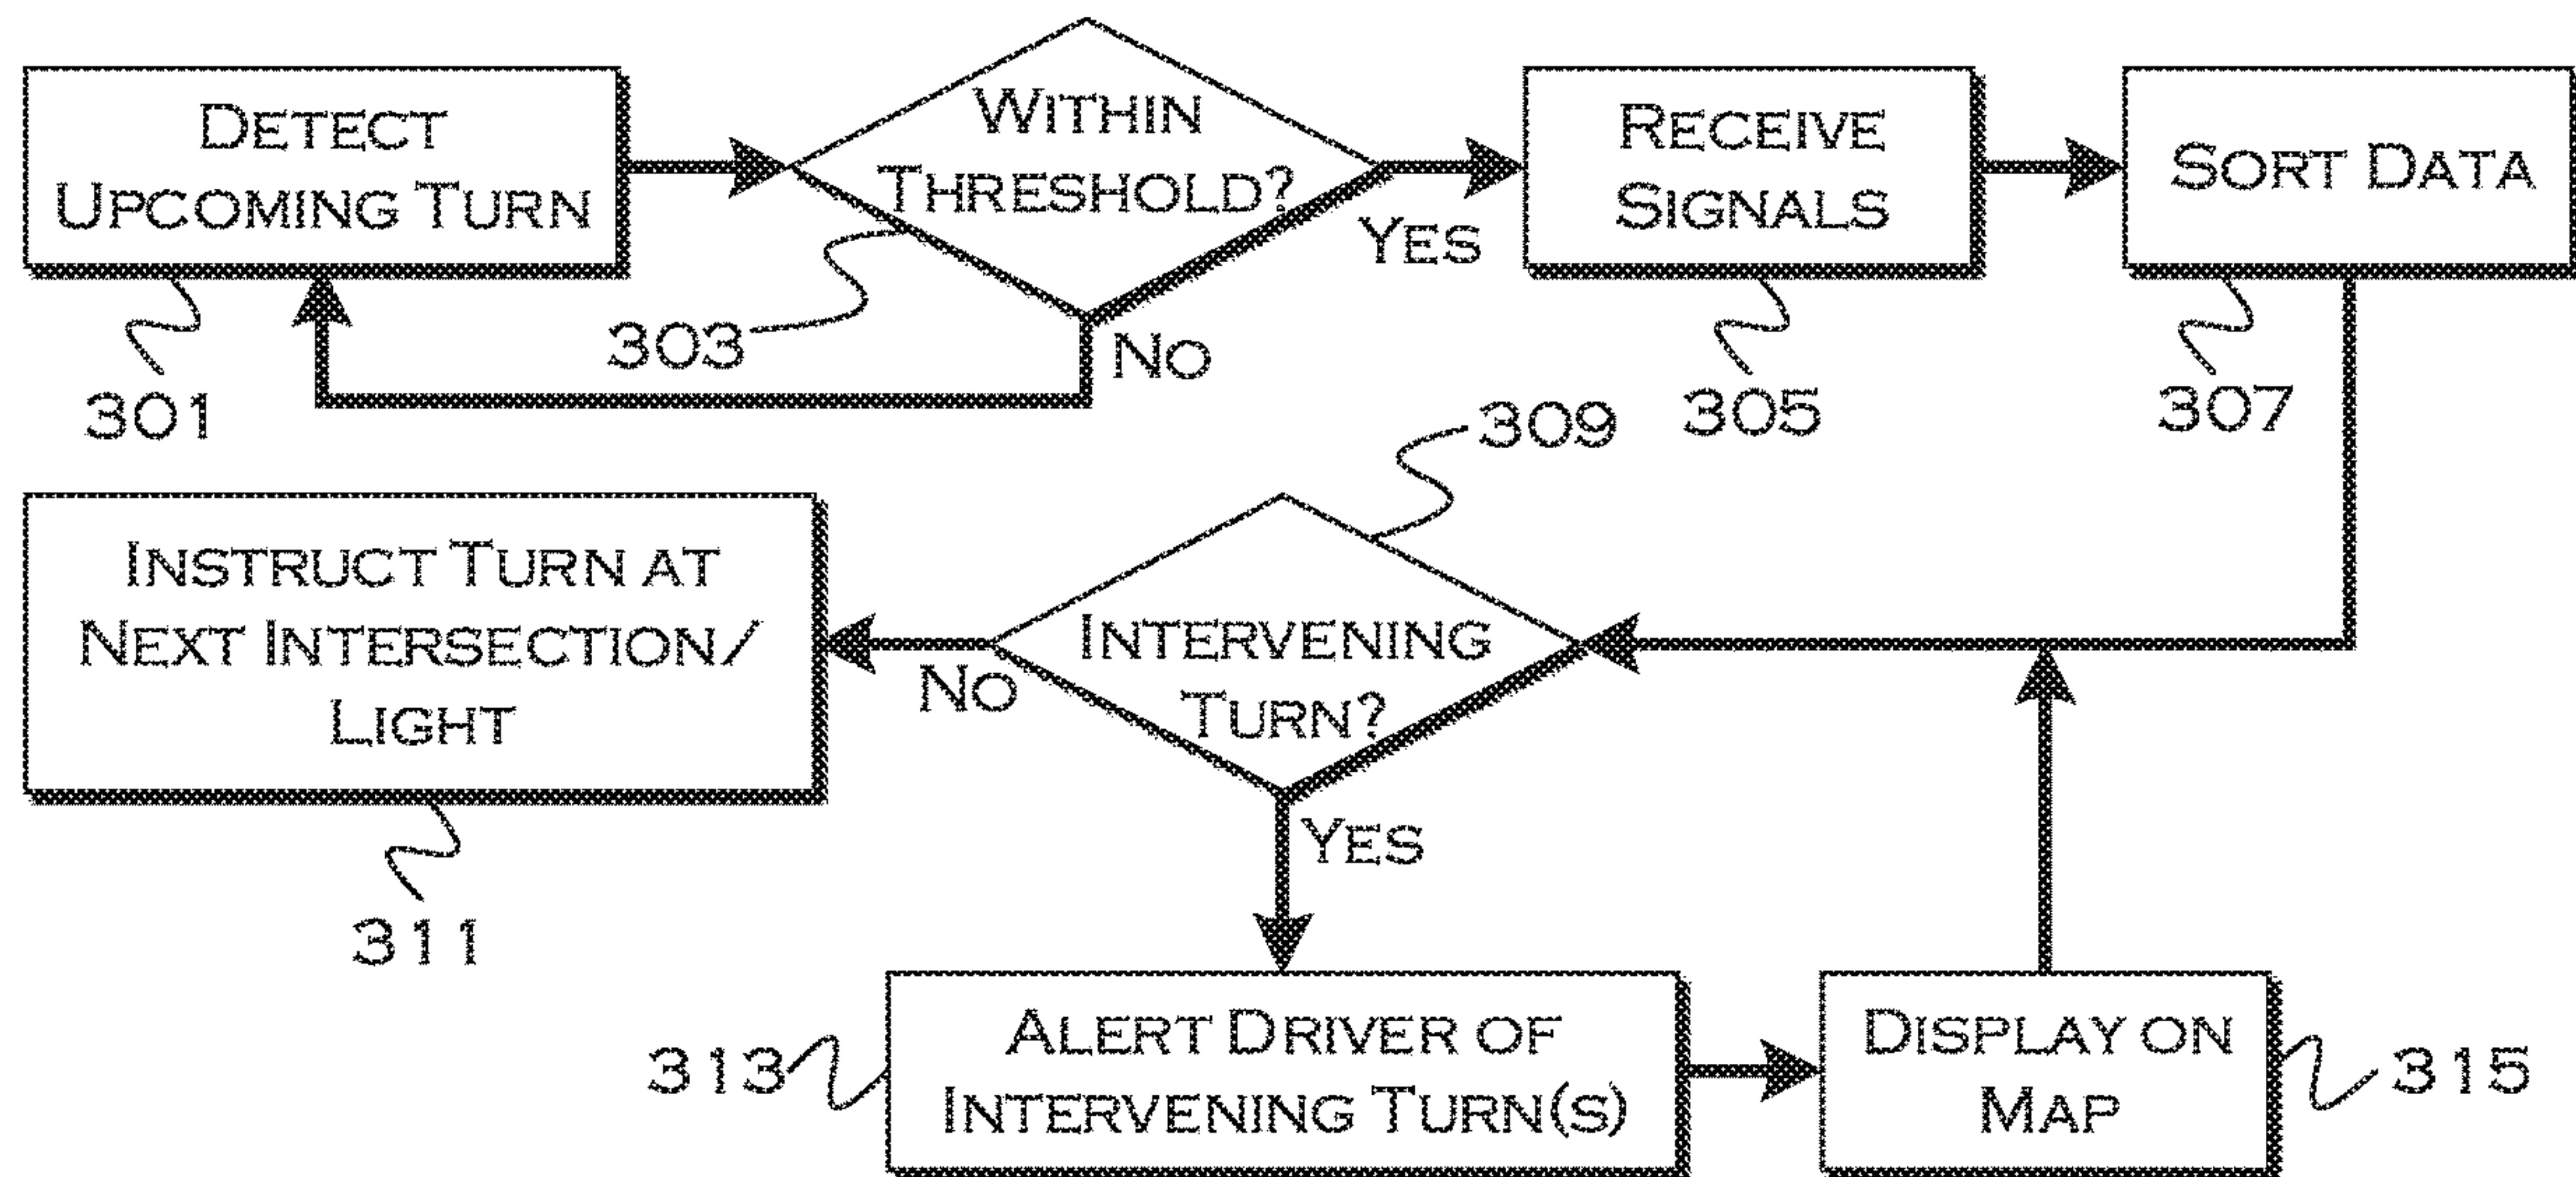 Detect
Upcoming Turn
Within
Threshold?
Yes
No
Receive
Signals
Sort Data
301
303
305
307
309
Instruct Turn at
Next Intersection/
Light
No
Intervening
Turn?
Yes
311
313
Alert Driver of
Intervening Turn(s)
Display on
Map
315